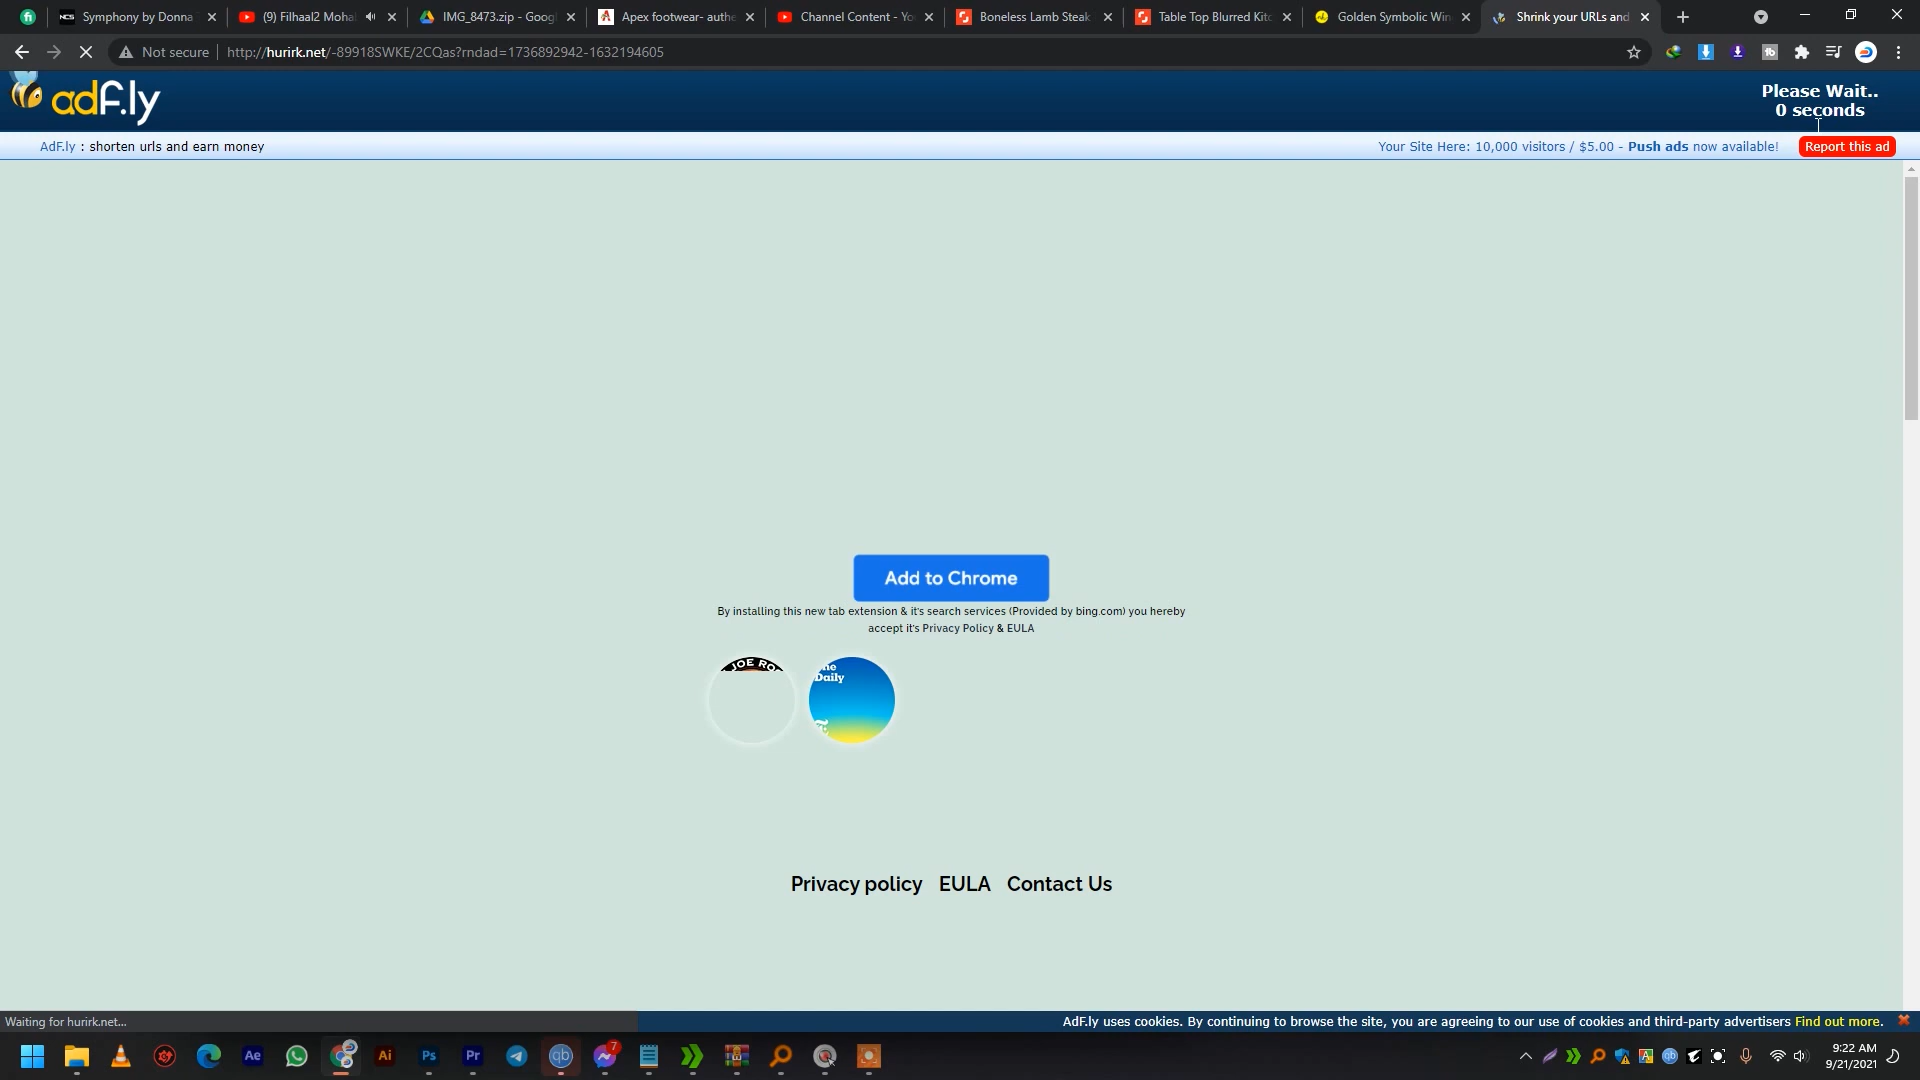 Symphony by Donna
(9) Filhaal2 Moha
IMG_8473.zip - Goog
Apex footwear- authe
Channel Content - Yo
Boneless Lamb Steak
Table Top Blurred Kitc
Golden Symbolic Win
Shrink your URLs and
Not secure
http://hurirk.net/-89918SWKE/2CQas?rndad=1736892942-1632194605
adf.ly
Please Wait..
0 seconds
AdF.ly : shorten urls and earn money
Your Site Here: 10,000 visitors / $5.00 - Push ads now available!
Report this ad
Add to Chrome
By installing this new tab extension & it's search services (Provided by bing.com) you hereby
accept it's Privacy Policy & EULA
JOE RO
The
Daily
Privacy policy EULA Contact Us
Waiting for hurirk.net...
AdF.ly uses cookies. By continuing to browse the site, you are agreeing to our use of cookies and third-party advertisers Find out more.
Ae
Ai
Ps
Pr
qb
7
9:22 AM
9/21/2021